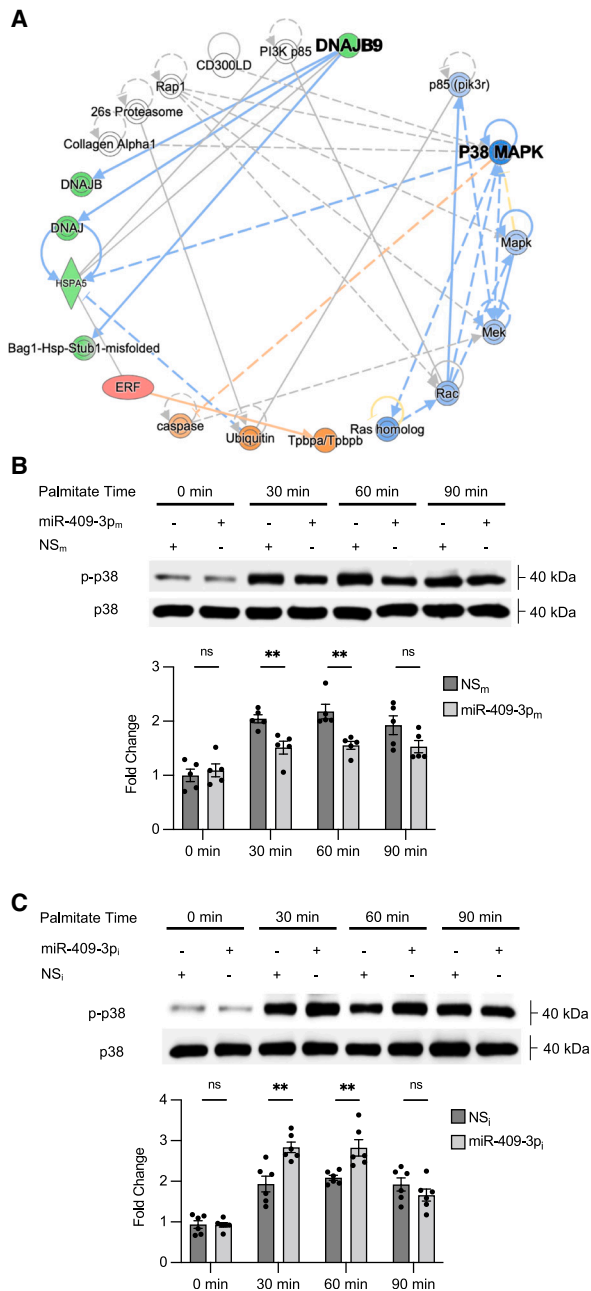 A
PI3K p85
DNAJB9
CD300LD
p85 (pik3r)
Rap1
26s Proteasome
Collagen Alpha1
P38 MAPK
DNAJB
DNAJ
Mapk
HSPA5
Mek
Bag1-Hsp-Stub1-misfolded
ERF
Rac
caspase
Ubiquitin
Tpbpa/Tpbpb
Ras homolog
B
Palmitate Time 0 min 30 min 60 min 90 min
miR-409-3pm - + - + - + - +
NSm + - + - + - + -
p-p38 40 kDa
p38 40 kDa
ns ** ** ns
3
2
1
0
Fold Change
NSm
miR-409-3pm
0 min 30 min 60 min 90 min
C
Palmitate Time 0 min 30 min 60 min 90 min
miR-409-3pi - + - + - + - +
NSi + - + - + - + -
p-p38 40 kDa
p38 40 kDa
ns ** ** ns
4
3
2
1
0
Fold Change
NSi
miR-409-3pi
0 min 30 min 60 min 90 min